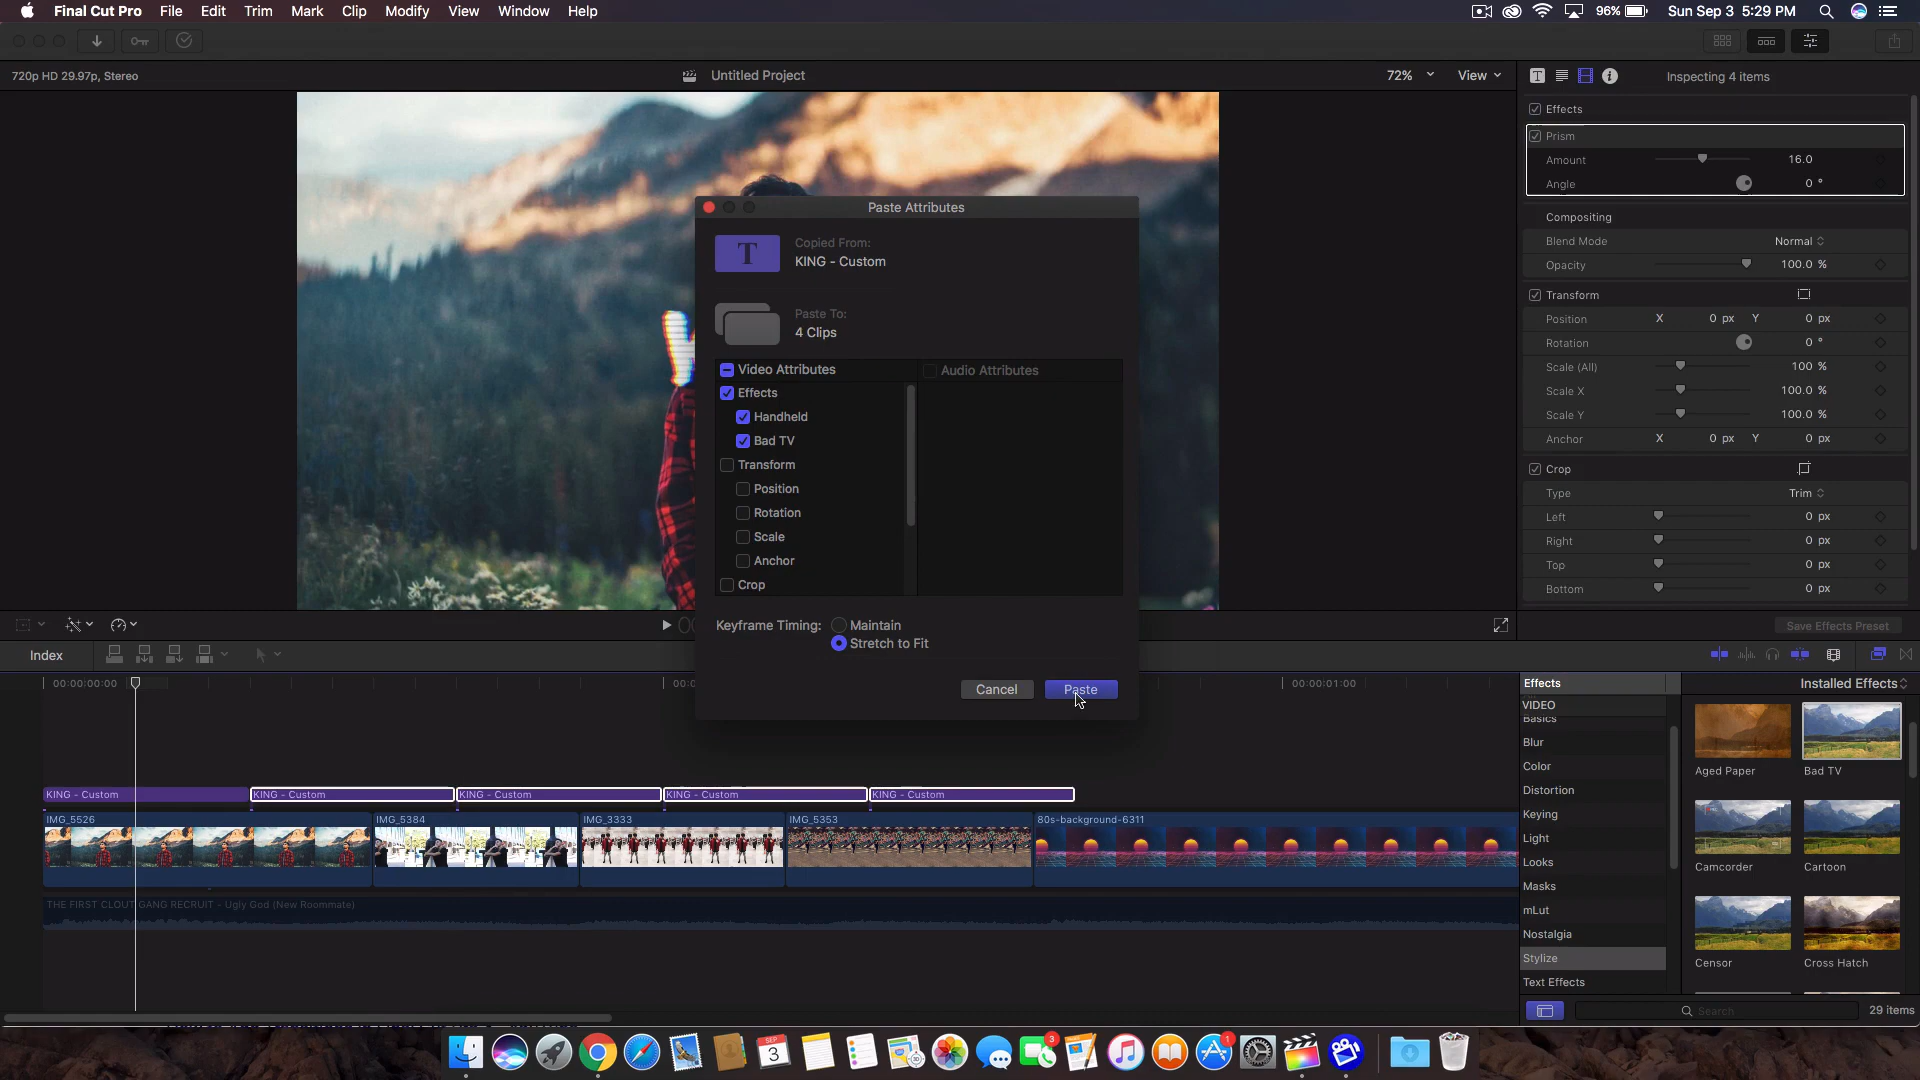 Final Cut Pro File Edit Trim Mark Clip Modify View Window Help
96% Sun Sep 3 5:29 PM
720p HD 29.97p, Stereo
Untitled Project
72% View
Inspecting 4 items
Effects
Prism
Amount 16.0
Angle 0 °
Compositing
Blend Mode Normal
Opacity 100.0 %
Transform
Position X 0 px Y 0 px
Rotation 0 °
Scale (All) 100 %
Scale X 100.0 %
Scale Y 100.0 %
Anchor X 0 px Y 0 px
Crop
Type Trim
Left 0 px
Right 0 px
Top 0 px
Bottom 0 px
Save Effects Preset
Paste Attributes
T
Copied From:
KING - Custom
Paste To:
4 Clips
Video Attributes
Audio Attributes
Effects
Handheld
Bad TV
Transform
Position
Rotation
Scale
Anchor
Crop
Keyframe Timing: Maintain
Stretch to Fit
Cancel Paste
Index
00:00:00:00
00:00:01:00
KING - Custom KING - Custom KING - Custom KING - Custom KING - Custom
IMG_5526 IMG_5384 IMG_3333 IMG_5353 80s-background-6311
THE FIRST CLOUT GANG RECRUIT - Ugly God (New Roommate)
Effects
Installed Effects
VIDEO
Basics
Blur
Color
Distortion
Keying
Light
Looks
Masks
mLut
Nostalgia
Stylize
Text Effects
Aged Paper Bad TV
Camcorder Cartoon
Censor Cross Hatch
Search
29 items
SEP
3
3
1